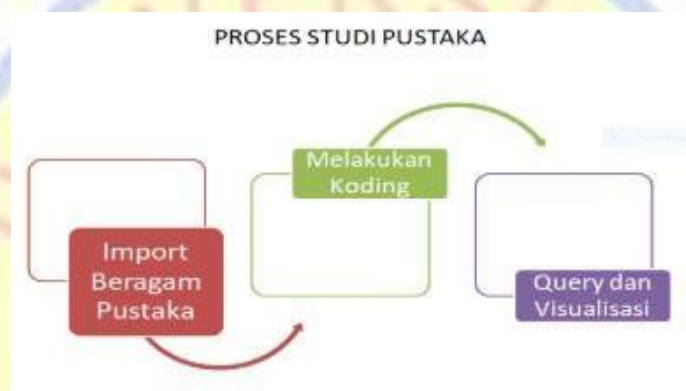 PROSES STUDI PUSTAKA
Import
Beragam
Pustaka
Melakukan
Koding
Query dan
Visualisasi